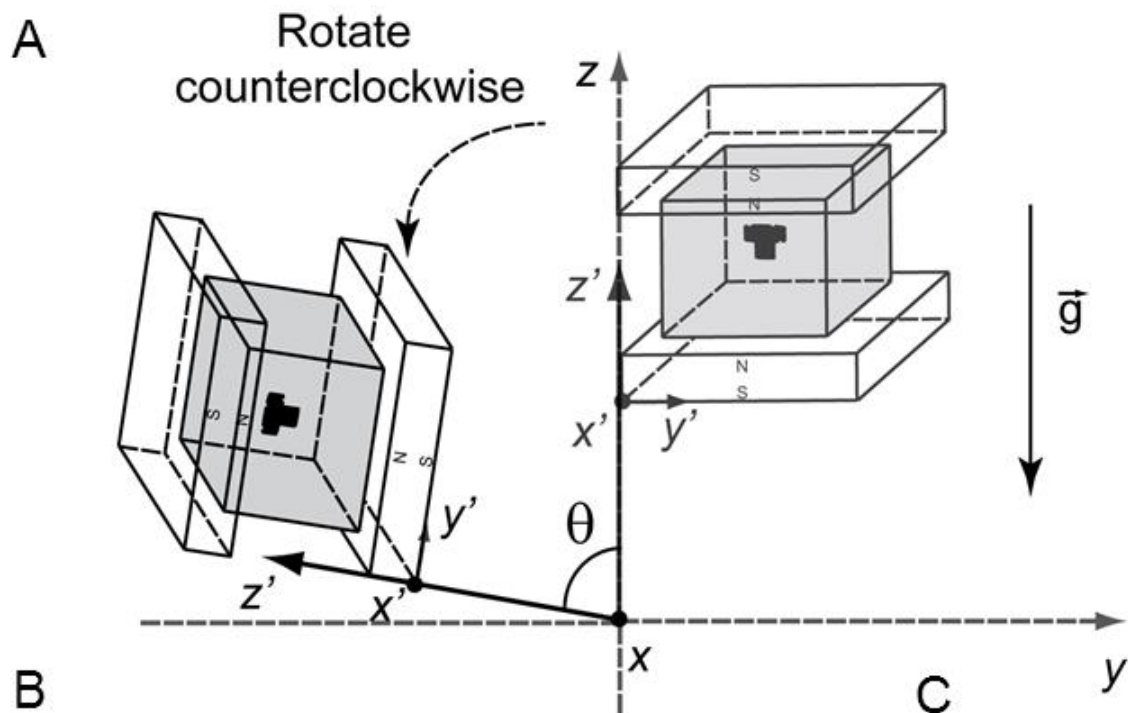 A
Rotate
counterclockwise
z
S
N
z’
g
N
S
x’
y’
S
N
N
S
y’
θ
z’
x’
x
y
B
C